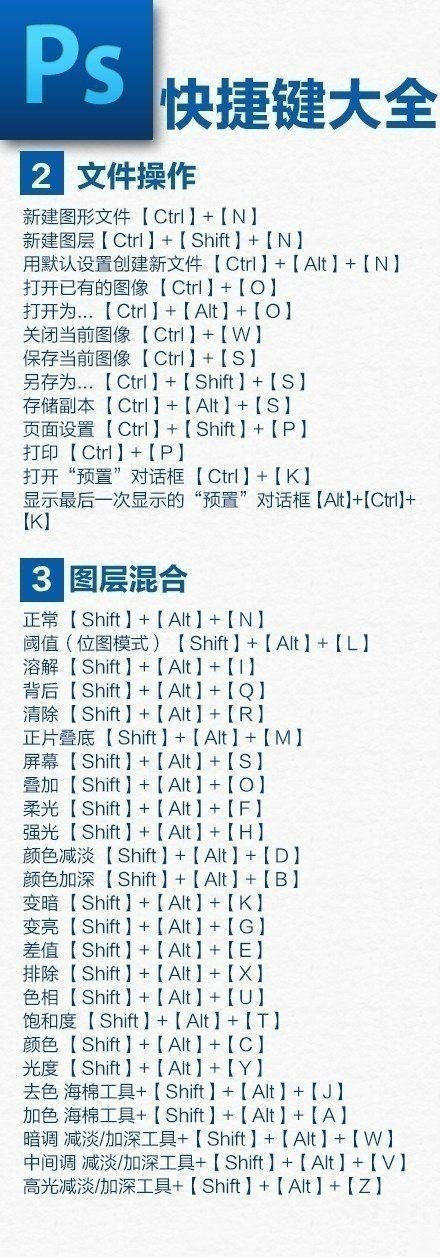 Ps
快捷键大全
2 文件操作
新建图形文件【Ctrl】+【N】
新建图层【Ctrl】+【Shift】+【N】
用默认设置创建新文件【Ctrl】+【Alt】+【N】
打开已有的图像【Ctrl】+【O】
打开为...【Ctrl】+【Alt】+【O】
关闭当前图像【Ctrl】+【W】
保存当前图像【Ctrl】+【S】
另存为...【Ctrl】+【Shift】+【S】
存储副本【Ctrl】+【Alt】+【S】
页面设置【Ctrl】+【Shift】+【P】
打印【Ctrl】+【P】
打开“预置”对话框【Ctrl】+【K】
显示最后一次显示的“预置”对话框【Alt】+【Ctrl】+
【K】
3 图层混合
正常【Shift】+【Alt】+【N】
阈值（位图模式）【Shift】+【Alt】+【L】
溶解【Shift】+【Alt】+【I】
背后【Shift】+【Alt】+【Q】
清除【Shift】+【Alt】+【R】
正片叠底【Shift】+【Alt】+【M】
屏幕【Shift】+【Alt】+【S】
叠加【Shift】+【Alt】+【O】
柔光【Shift】+【Alt】+【F】
强光【Shift】+【Alt】+【H】
颜色减淡【Shift】+【Alt】+【D】
颜色加深【Shift】+【Alt】+【B】
变暗【Shift】+【Alt】+【K】
变亮【Shift】+【Alt】+【G】
差值【Shift】+【Alt】+【E】
排除【Shift】+【Alt】+【X】
色相【Shift】+【Alt】+【U】
饱和度【Shift】+【Alt】+【T】
颜色【Shift】+【Alt】+【C】
光度【Shift】+【Alt】+【Y】
去色 海棉工具+【Shift】+【Alt】+【J】
加色 海棉工具+【Shift】+【Alt】+【A】
暗调 减淡/加深工具+【Shift】+【Alt】+【W】
中间调 减淡/加深工具+【Shift】+【Alt】+【V】
高光减淡/加深工具+【Shift】+【Alt】+【Z】